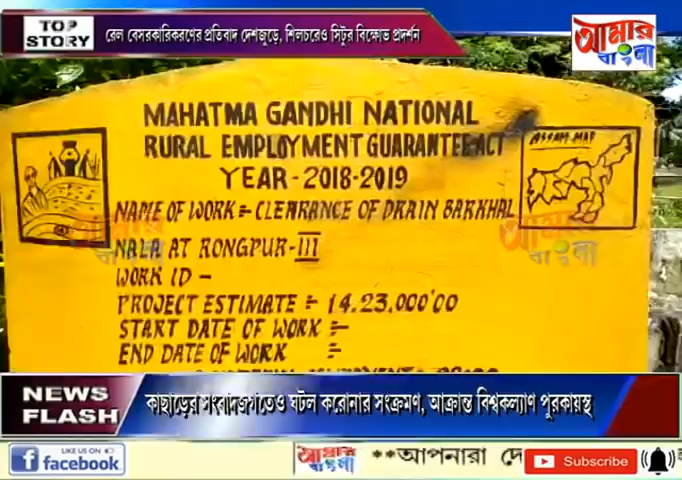 TOP STORY
রেল বেসরকারিকরণের প্রতিবাদ দেশজুড়ে, শিলচরেও সিটুর বিক্ষোভ প্রদর্শন
আমার বাংলা
MAHATMA GANDHI NATIONAL
RURAL EMPLOYMENT GUARANTEE ACT
ASSAM MAP
YEAR - 2018-2019
NAME OF WORK :- CLEARANCE OF DRAIN BARKHAL
NALA AT RONGPUR - III
WORK ID -
PROJECT ESTIMATE :- 14,23,000'00
START DATE OF WORK :-
END DATE OF WORK :-
NEWS FLASH
ঘটল করোনার সংক্রমণ, আক্রান্ত বিশ্বকল্যাণ পুরকায়স্থ
LIKE US ON
facebook
আমার বাংলা
**আপনারা
Subscribe